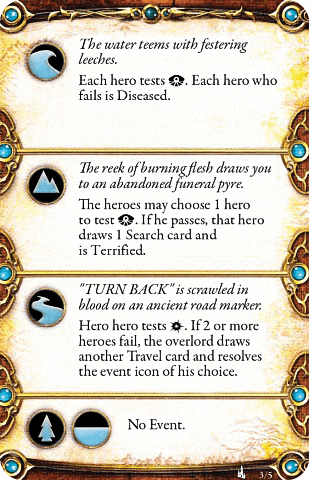 The water teems with festering
leeches.
Each hero tests . Each hero who
fails is Diseased.
The reek of burning flesh draws you
to an abandoned funeral pyre.
The heroes may choose 1 hero
to test . If he passes, that hero
draws 1 Search card and
is Terrified.
"TURN BACK" is scrawled in
blood on an ancient road marker.
Hero hero tests . If 2 or more
heroes fail, the overlord draws
another Travel card and resolves
the event icon of his choice.
No Event.
3/5